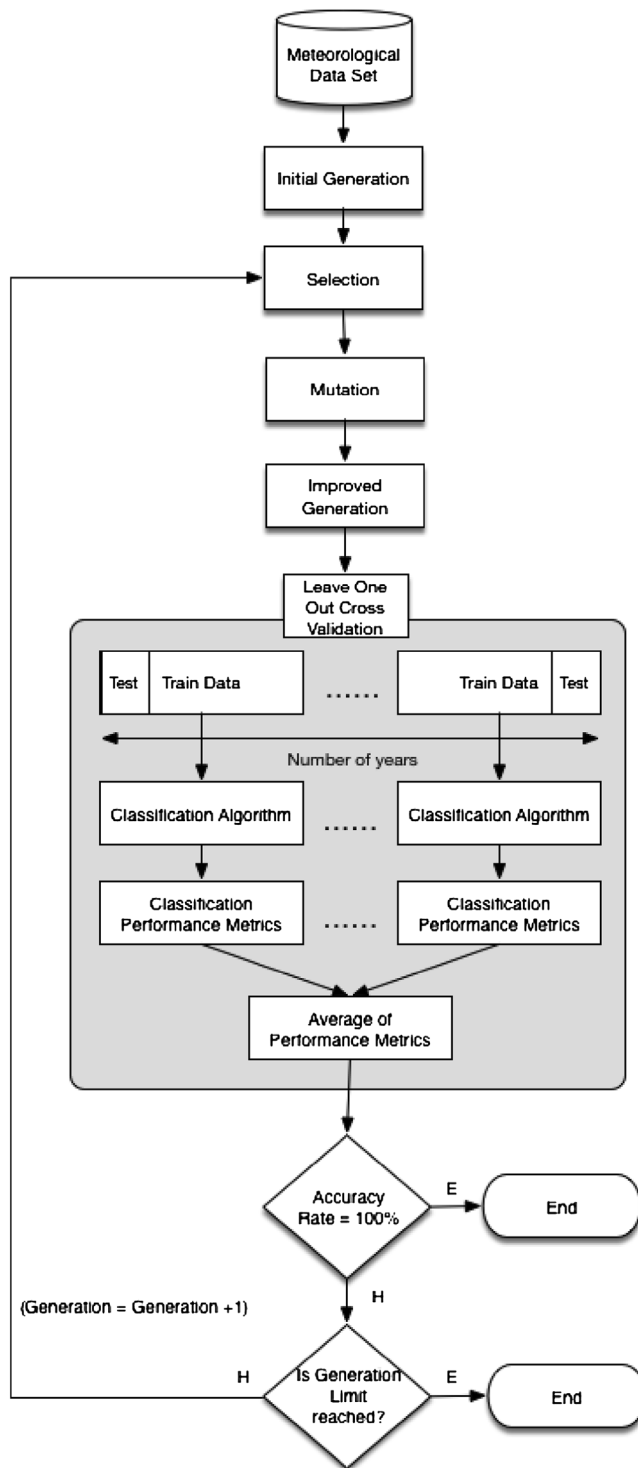 Meteorological
Data Set
Initial Generation
Selection
Mutation
Improved
Generation
Leave One
Out Cross
Validation
Test
Train Data
......
Train Data
Test
Number of years
Classification Algorithm
......
Classification Algorithm
Classification
Performance Metrics
......
Classification
Performance Metrics
Average of
Performance Metrics
Accuracy
Rate = 100%
E
End
H
(Generation = Generation +1)
H
Is Generation
Limit
reached?
E
End